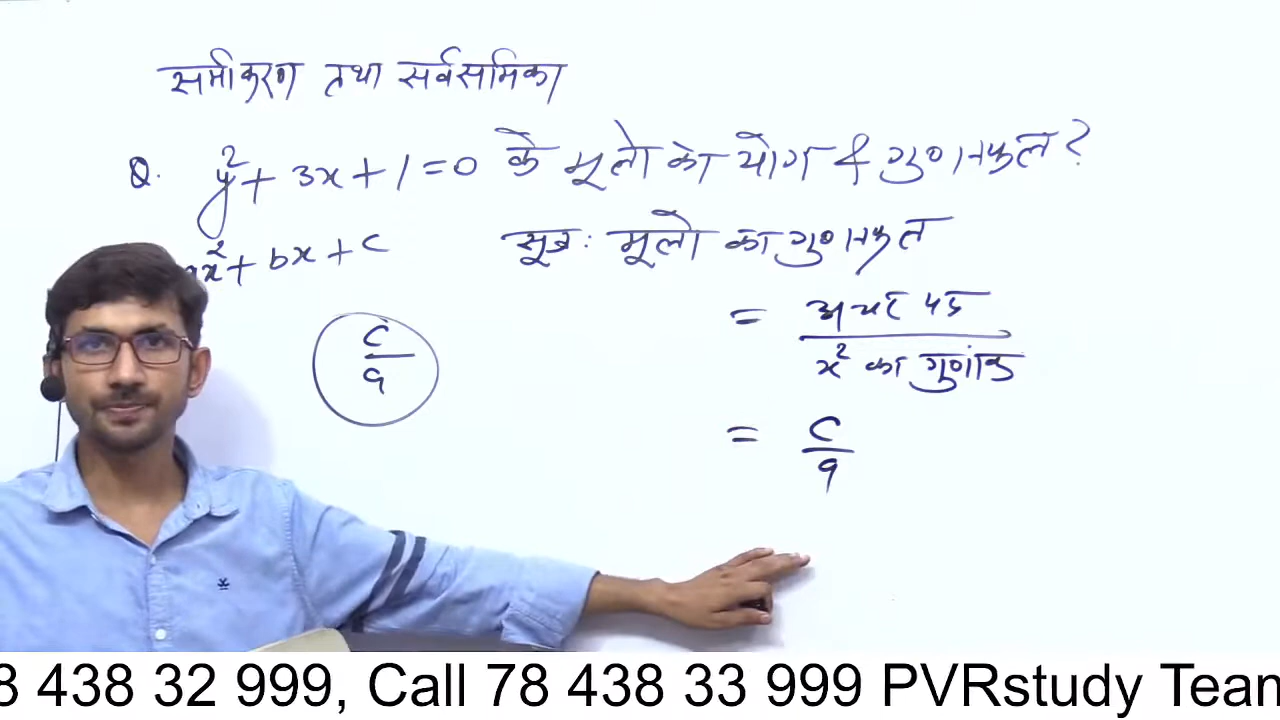 समीकरण तथा सर्वसमिका
Q. y²+ 3x + 1 = 0 के मूलो का योग & गुणनफल ?
ax²+ bx + c
सूत्र : मूलो का गुणनफल
= अचर पद / x² का गुणांक
c/a
= c/a
8 438 32 999, Call 78 438 33 999 PVRstudy Team